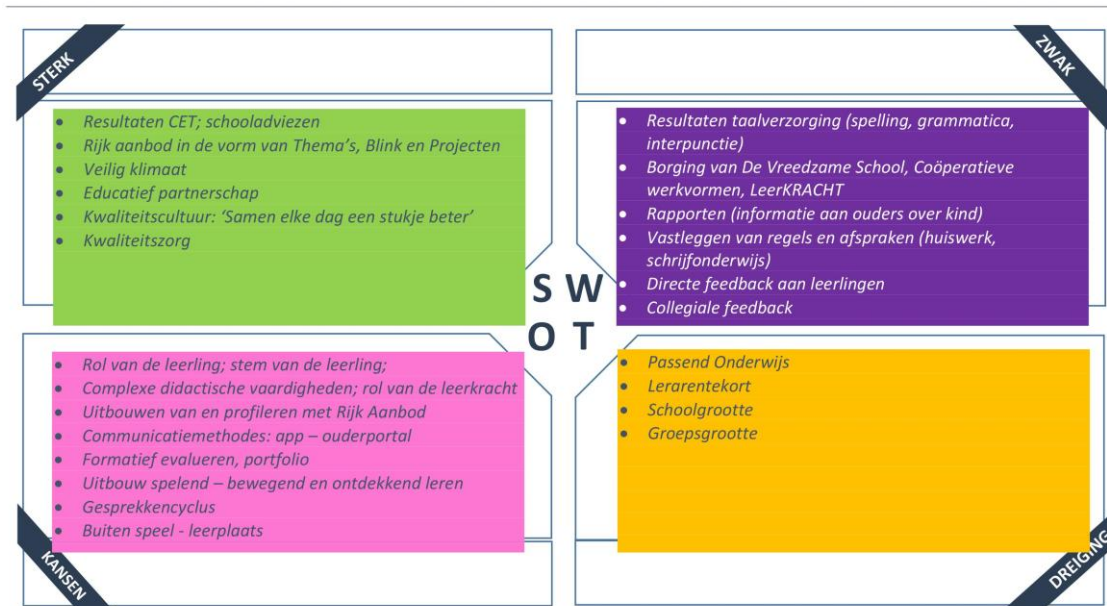 STERK
• Resultaten CET; schooladviezen
• Rijk aanbod in de vorm van Thema's, Blink en Projecten
• Veilig klimaat
• Educatief partnerschap
• Kwaliteitscultuur: 'Samen elke dag een stukje beter'
• Kwaliteitszorg
ZWAK
• Resultaten taalverzorging (spelling, grammatica,
interpunctie)
• Borging van De Vreedzame School, Coöperatieve
werkvormen, LeerKRACHT
• Rapporten (informatie aan ouders over kind)
• Vastleggen van regels en afspraken (huiswerk,
schrijfonderwijs)
• Directe feedback aan leerlingen
• Collegiale feedback
S W
O T
• Rol van de leerling; stem van de leerling;
• Complexe didactische vaardigheden; rol van de leerkracht
• Uitbouwen van en profileren met Rijk Aanbod
• Communicatiemethodes: app – ouderportal
• Formatief evalueren, portfolio
• Uitbouw spelend – bewegend en ontdekkend leren
• Gesprekkencyclus
• Buiten speel - leerplaats
KANSEN
• Passend Onderwijs
• Lerarentekort
• Schoolgrootte
• Groepsgrootte
DREIGING